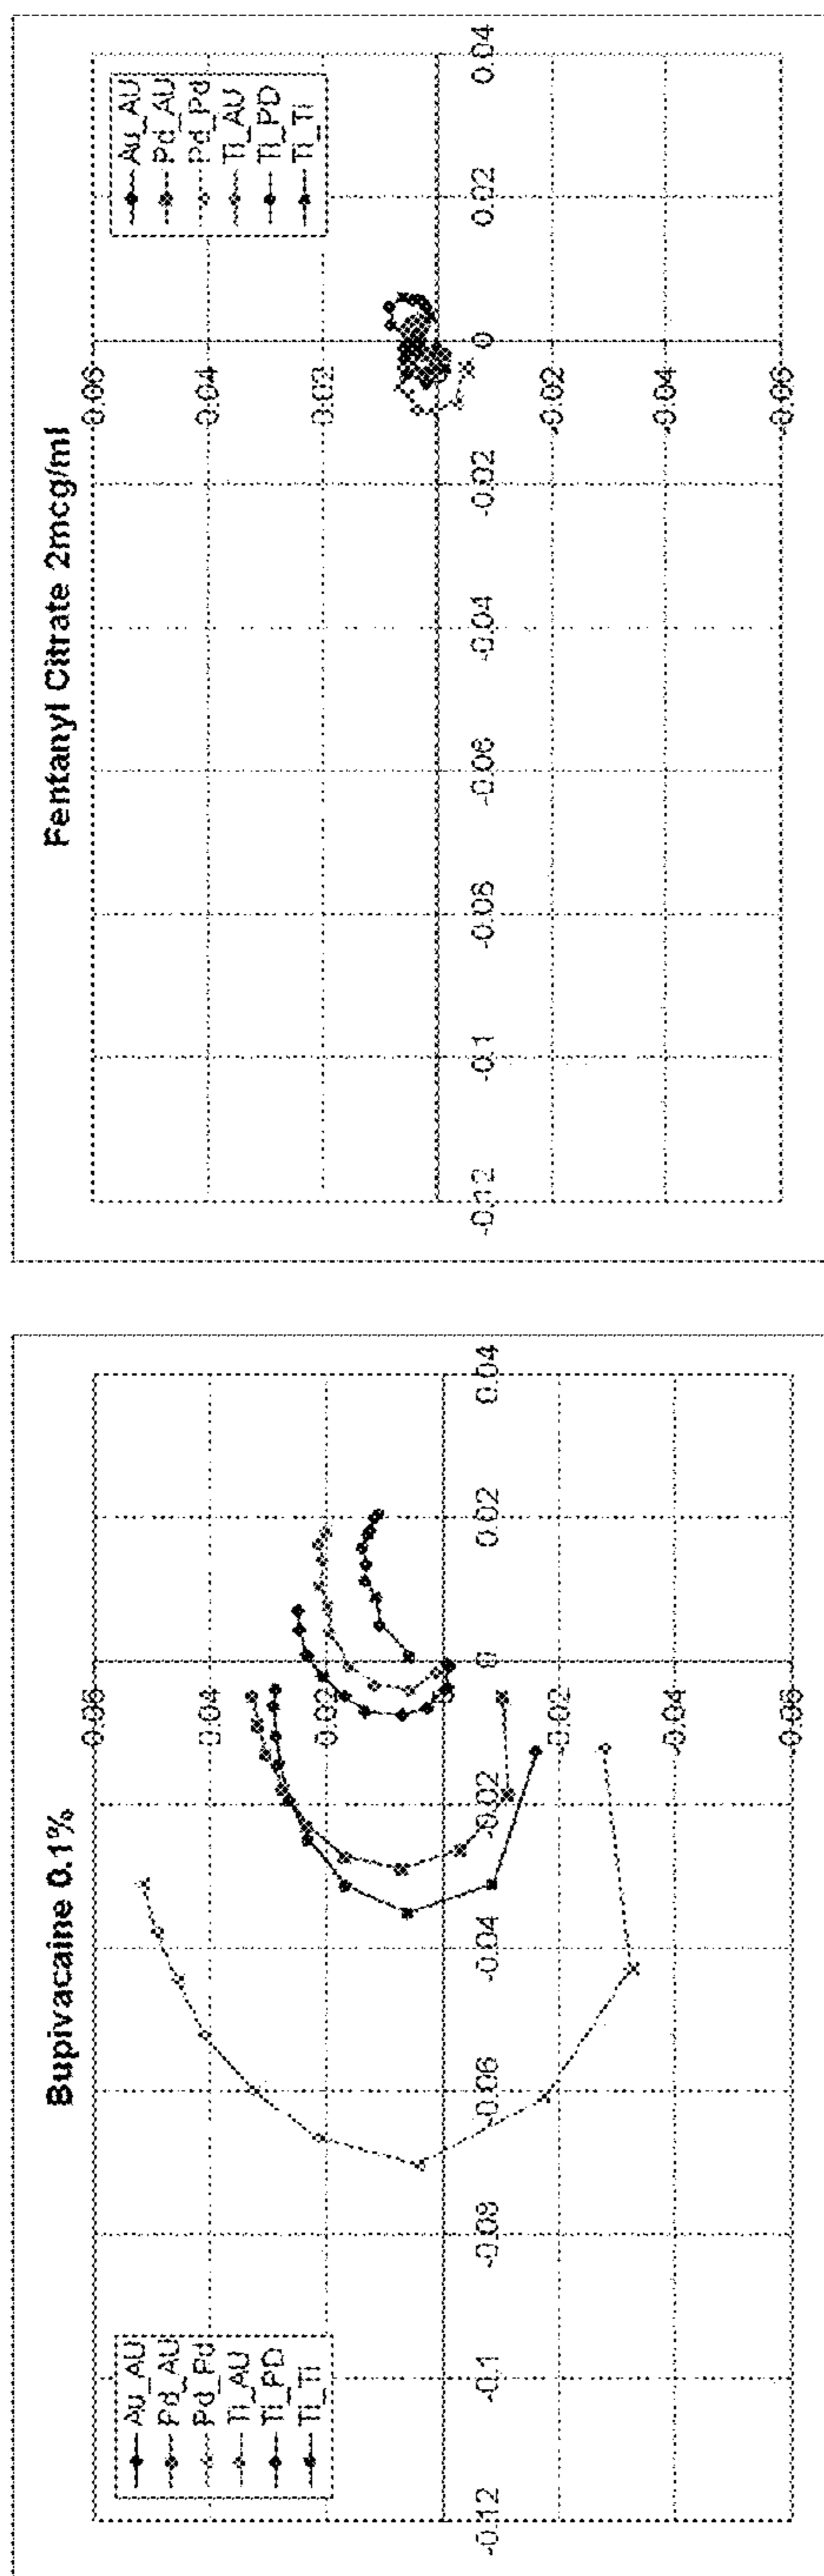 Bupivacaine 0.1%
Au_AU
Pd_AU
Pd_Pd
Ti_AU
Ti_PD
Ti_Ti
0.06
0.04
0.02
-0.12 -0.1 -0.08 -0.06 -0.04 -0.02 0 0.02 0.04
-0.02
-0.04
-0.06
Fentanyl Citrate 2mcg/ml
Au_AU
Pd_AU
Pd_Pd
Ti_AU
Ti_PD
Ti_Ti
0.06
0.04
0.02
-0.12 -0.1 -0.08 -0.06 -0.04 -0.02 0 0.02 0.04
-0.02
-0.04
-0.06